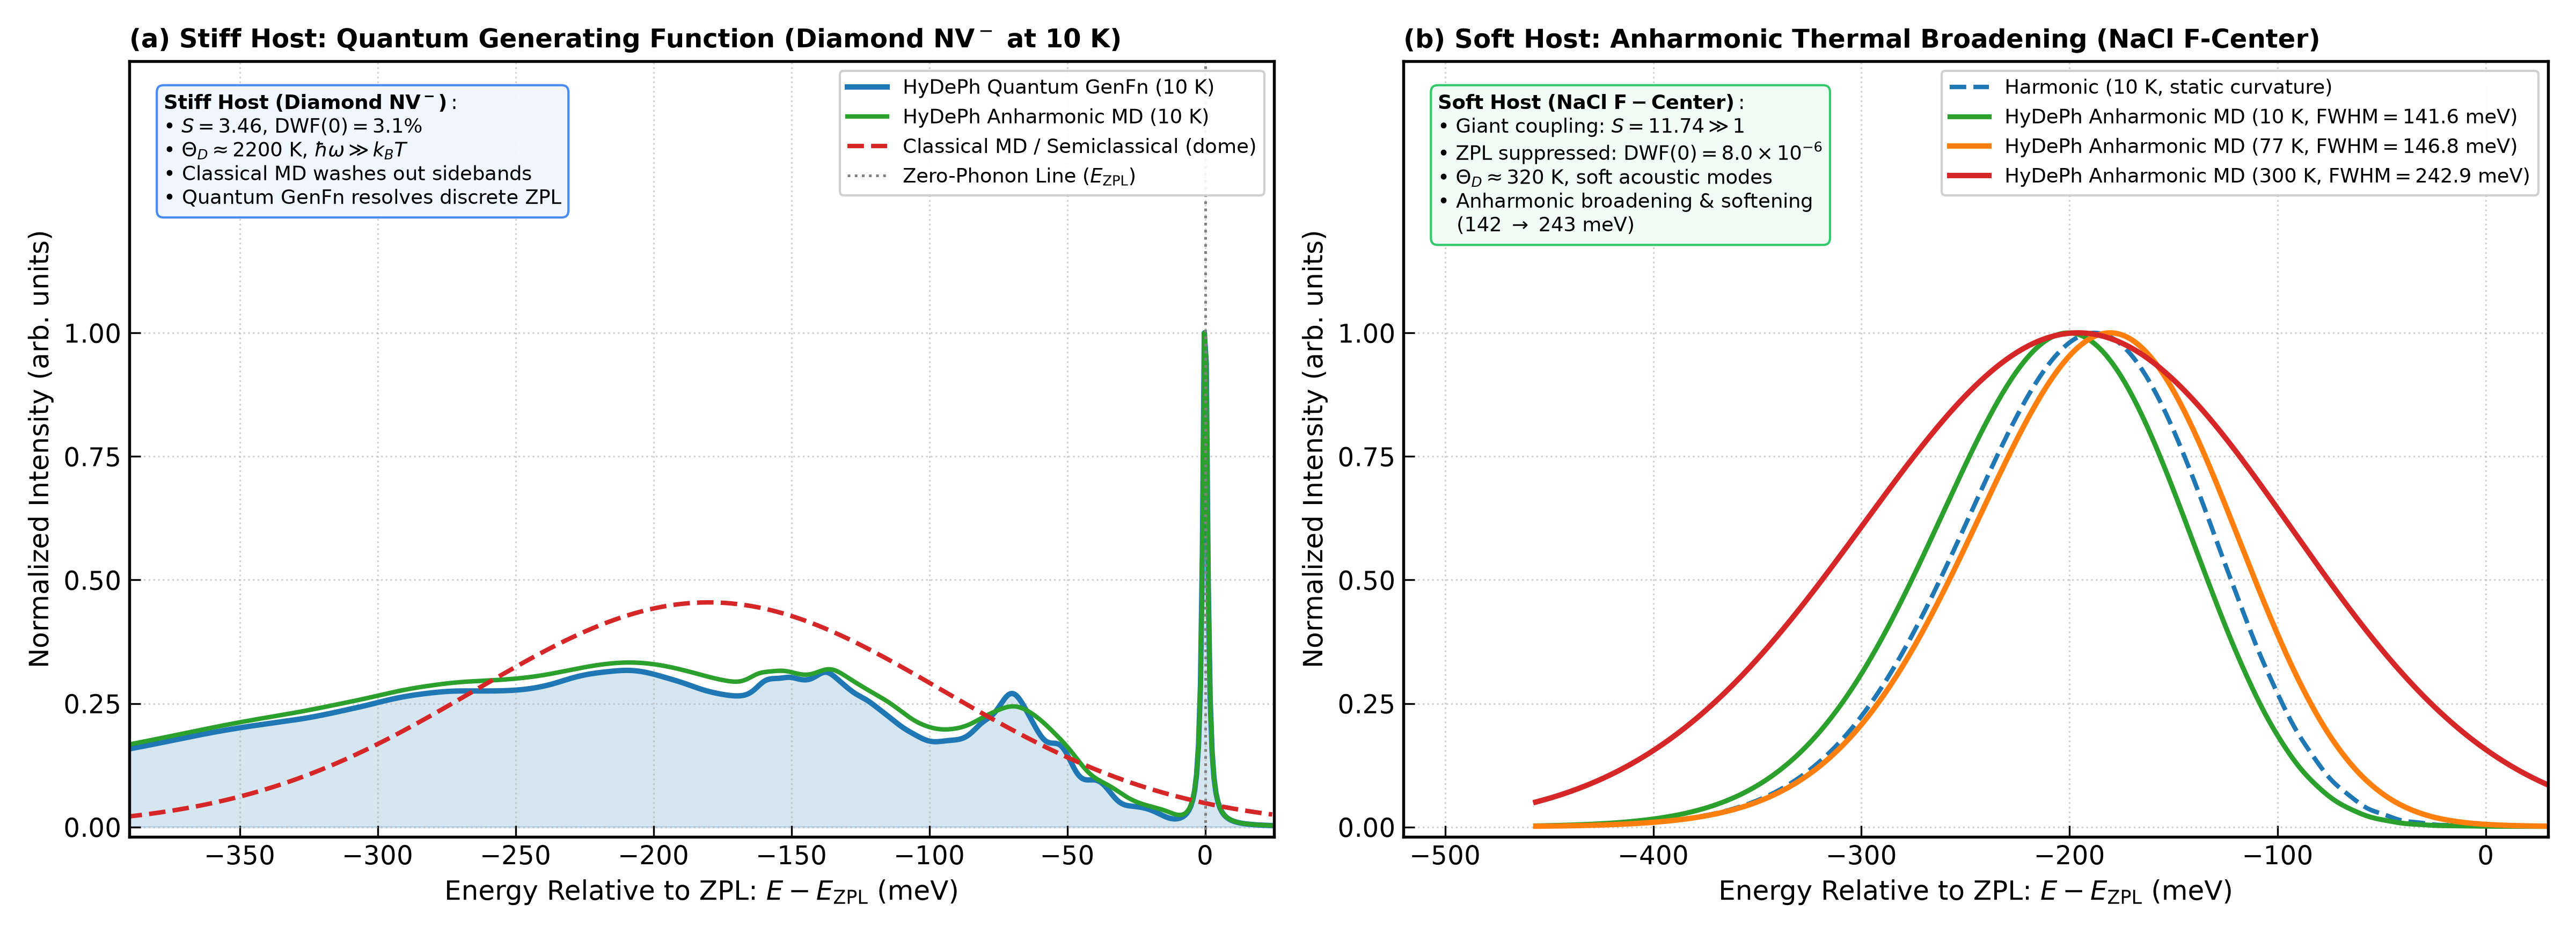 (a) Stiff Host: Quantum Generating Function (Diamond NV⁻ at 10 K)
Stiff Host (Diamond NV⁻):
• S = 3.46, DWF(0) = 3.1%
• Θ_D ≈ 2200 K, ħω ≫ k_BT
• Classical MD washes out sidebands
• Quantum GenFn resolves discrete ZPL
HyDePh Quantum GenFn (10 K)
HyDePh Anharmonic MD (10 K)
Classical MD / Semiclassical (dome)
Zero-Phonon Line (E_ZPL)
Normalized Intensity (arb. units)
1.00
0.75
0.50
0.25
0.00
−350 −300 −250 −200 −150 −100 −50 0
Energy Relative to ZPL: E − E_ZPL (meV)
(b) Soft Host: Anharmonic Thermal Broadening (NaCl F-Center)
Soft Host (NaCl F − Center):
• Giant coupling: S = 11.74 ≫ 1
• ZPL suppressed: DWF(0) = 8.0 × 10⁻⁶
• Θ_D ≈ 320 K, soft acoustic modes
• Anharmonic broadening & softening
(142 → 243 meV)
Harmonic (10 K, static curvature)
HyDePh Anharmonic MD (10 K, FWHM = 141.6 meV)
HyDePh Anharmonic MD (77 K, FWHM = 146.8 meV)
HyDePh Anharmonic MD (300 K, FWHM = 242.9 meV)
Normalized Intensity (arb. units)
1.00
0.75
0.50
0.25
0.00
−500 −400 −300 −200 −100 0
Energy Relative to ZPL: E − E_ZPL (meV)